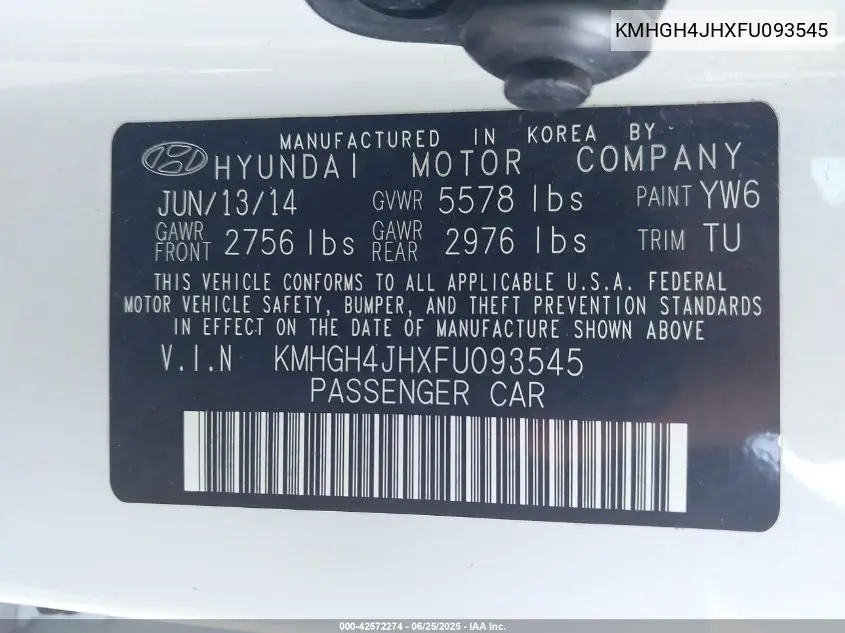 KMHGH4JHXFU093545
MANUFACTURED IN KOREA BY
HYUNDAI MOTOR COMPANY
JUN/13/14 GVWR 5578 lbs PAINT YW6
GAWR FRONT 2756 lbs GAWR REAR 2976 lbs TRIM TU
THIS VEHICLE CONFORMS TO ALL APPLICABLE U.S.A. FEDERAL
MOTOR VEHICLE SAFETY, BUMPER, AND THEFT PREVENTION STANDARDS
IN EFFECT ON THE DATE OF MANUFACTURE SHOWN ABOVE
V.I.N KMHGH4JHXFU093545
PASSENGER CAR
000-42572274 - 06/25/2025 - IAA Inc.